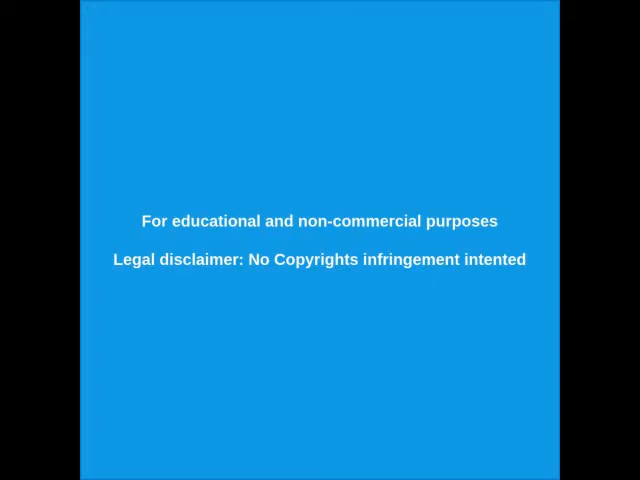 For educational and non-commercial purposes
Legal disclaimer: No Copyrights infringement intented